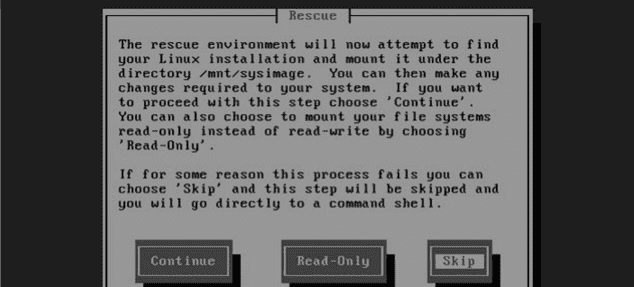 Rescue
The rescue environment will now attempt to find
your Linux installation and mount it under the
directory /mnt/sysimage.  You can then make any
changes required to your system.  If you want
to proceed with this step choose 'Continue'.
You can also choose to mount your file systems
read-only instead of read-write by choosing
'Read-Only'.
If for some reason this process fails you can
choose 'Skip' and this step will be skipped and
you will go directly to a command shell.
Continue Read-Only Skip